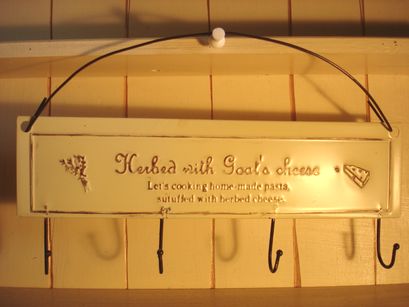 Herbed with Goat's cheese
Let's cooking home-made pasta,
sutuffed with herbed cheese.